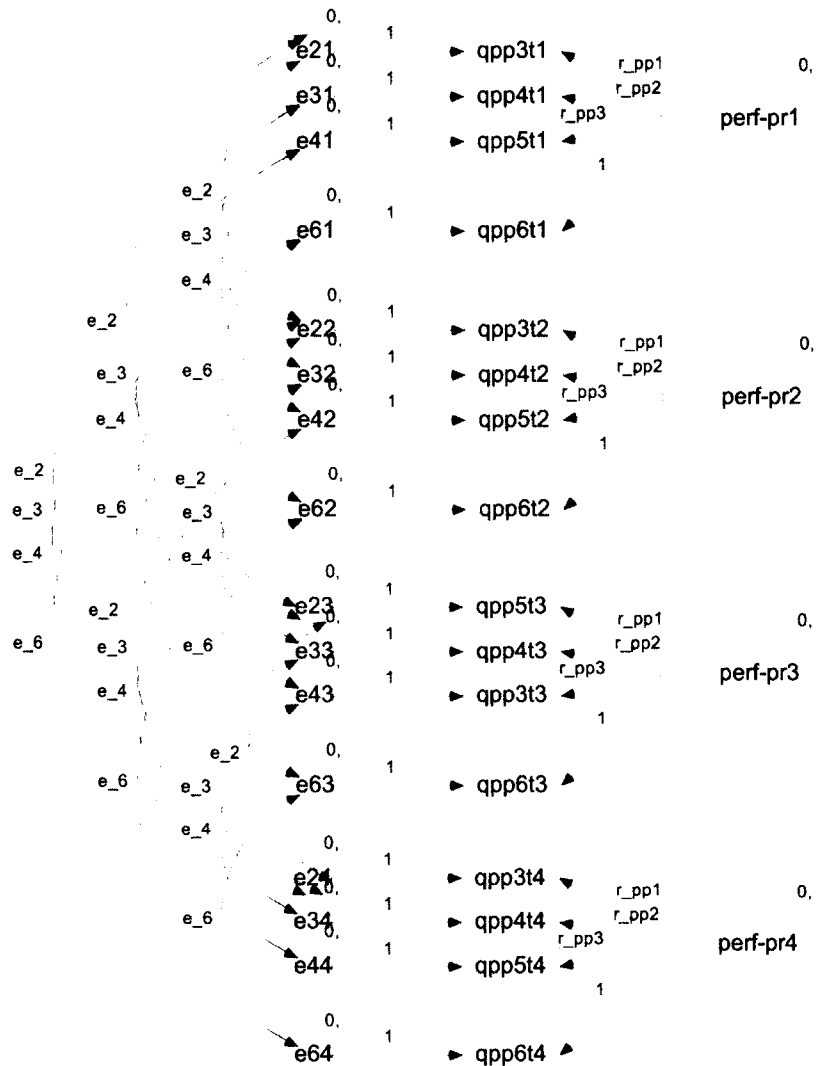 0,
1
e21 qpp3t1
0, r_pp1 0,
1
e31 qpp4t1 r_pp2
0, r_pp3
1 perf-pr1
e41 qpp5t1
1
e_2 0,
1
e_3 e61 qpp6t1
e_4
0,
1
e_2 e22 qpp3t2
0, r_pp1 0,
1
e_3 e_6 e32 qpp4t2 r_pp2
0, r_pp3
1 perf-pr2
e_4 e42 qpp5t2
1
e_2 e_2 0,
1
e_3 e_6 e_3 e62 qpp6t2
e_4 e_4
0,
1
e_2 e23 qpp5t3
0, r_pp1 0,
1
e_6 e_3 e_6 e33 qpp4t3 r_pp2
0, r_pp3
1 perf-pr3
e_4 e43 qpp3t3
1
e_2 0,
1
e_6 e_3 e63 qpp6t3
e_4
0,
1
e24 qpp3t4
0, r_pp1 0,
1
e_6 e34 qpp4t4 r_pp2
0, r_pp3
1 perf-pr4
e44 qpp5t4
1
0,
1
e64 qpp6t4